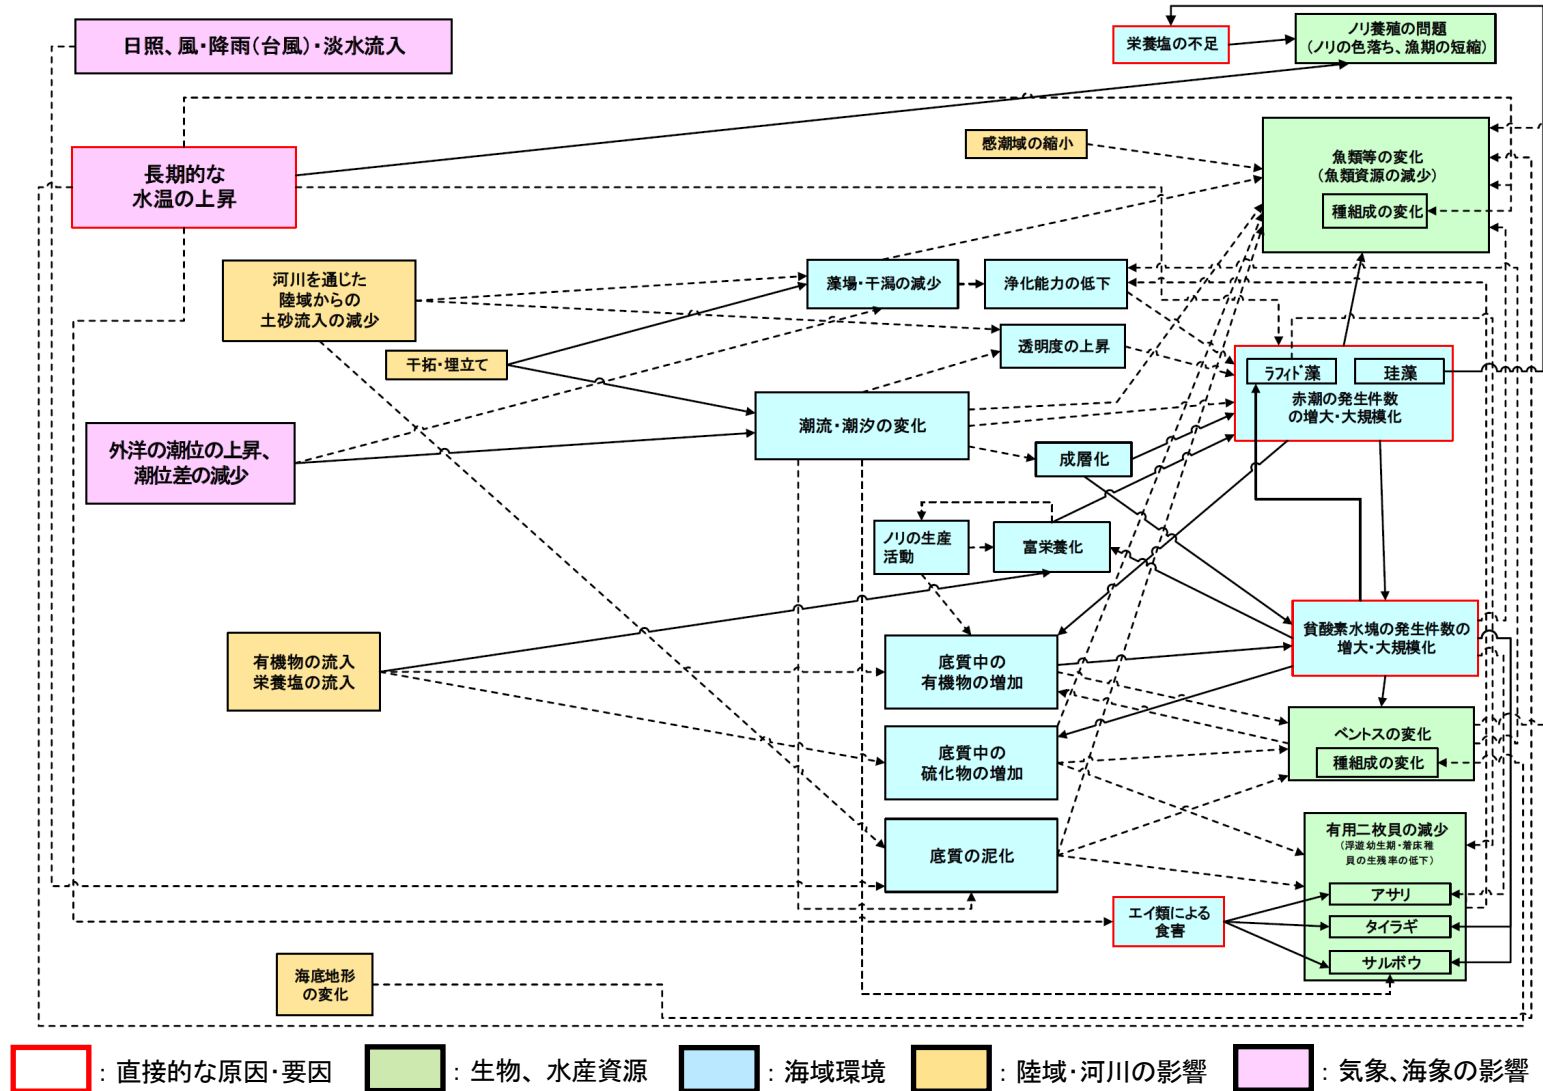 日照、風・降雨(台風)・淡水流入
栄養塩の不足
ノリ養殖の問題
(ノリの色落ち、漁期の短縮)
長期的な
水温の上昇
感潮域の縮小
魚類等の変化
(魚類資源の減少)
種組成の変化
河川を通じた
陸域からの
土砂流入の減少
藻場・干潟の減少
浄化能力の低下
透明度の上昇
干拓・埋立て
ラフィド藻
珪藻
赤潮の発生件数
の増大・大規模化
潮流・潮汐の変化
外洋の潮位の上昇、
潮位差の減少
成層化
ノリの生産
活動
富栄養化
有機物の流入
栄養塩の流入
底質中の
有機物の増加
貧酸素水塊の発生件数の
増大・大規模化
底質中の
硫化物の増加
ベントスの変化
種組成の変化
底質の泥化
有用二枚貝の減少
(浮遊幼生期・着床稚
貝の生残率の低下)
アサリ
タイラギ
サルボウ
エイ類による
食害
海底地形
の変化
：直接的な原因・要因
：生物、水産資源
：海域環境
：陸域・河川の影響
：気象、海象の影響